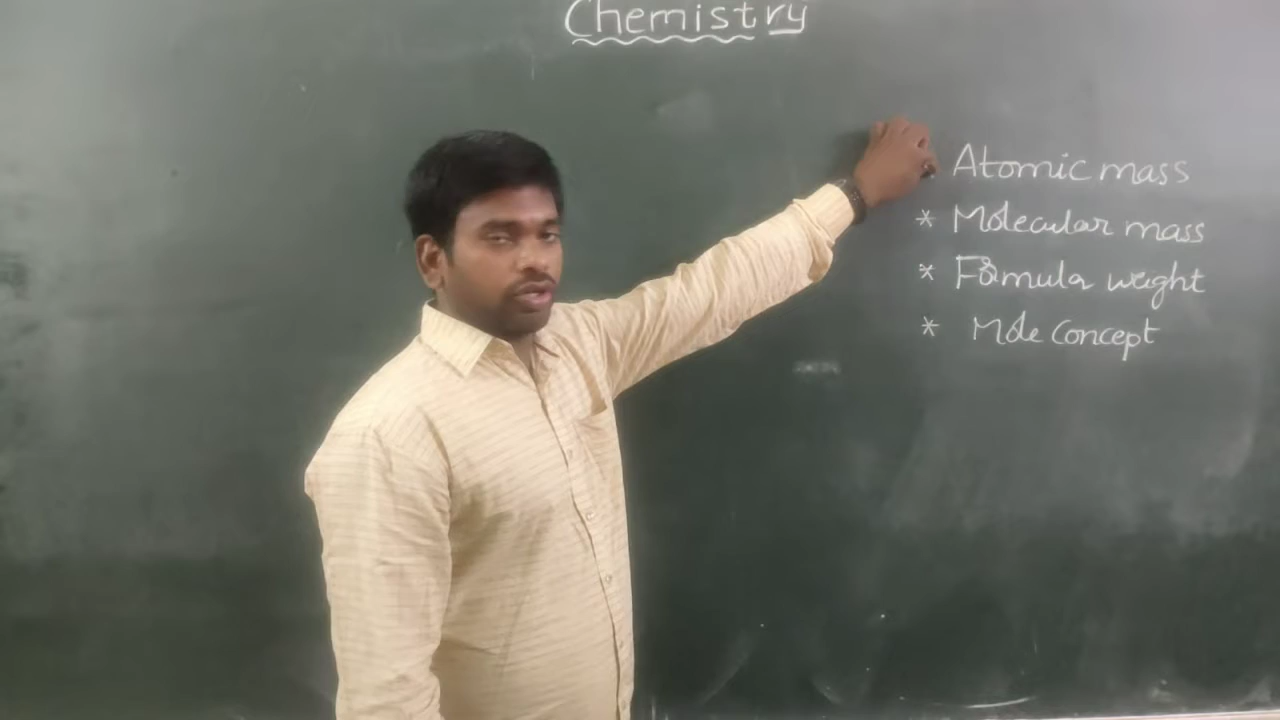 Chemistry
Atomic mass
* Molecular mass
* Formula weight
* Mole concept